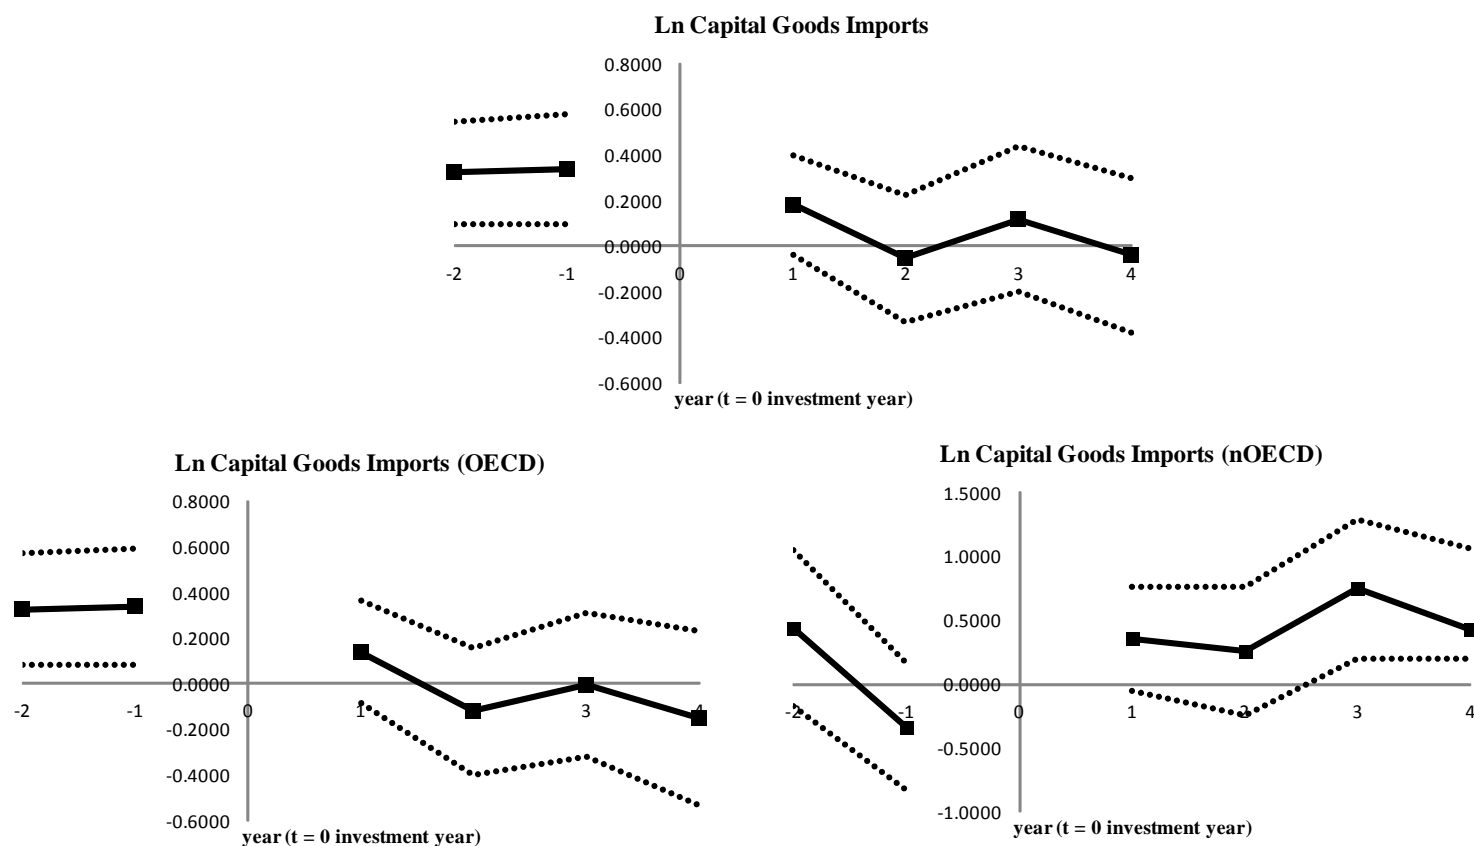 Ln Capital Goods Imports
0.8000
0.6000
0.4000
0.2000
0.0000
-2 -1 0 1 2 3 4
-0.2000
-0.4000
-0.6000
year (t = 0 investment year)
Ln Capital Goods Imports (OECD)
0.8000
0.6000
0.4000
0.2000
0.0000
-2 -1 0 1 3 4
-0.2000
-0.4000
-0.6000
year (t = 0 investment year)
Ln Capital Goods Imports (nOECD)
1.5000
1.0000
0.5000
0.0000
-2 -1 0 1 2 3 4
-0.5000
-1.0000
year (t = 0 investment year)